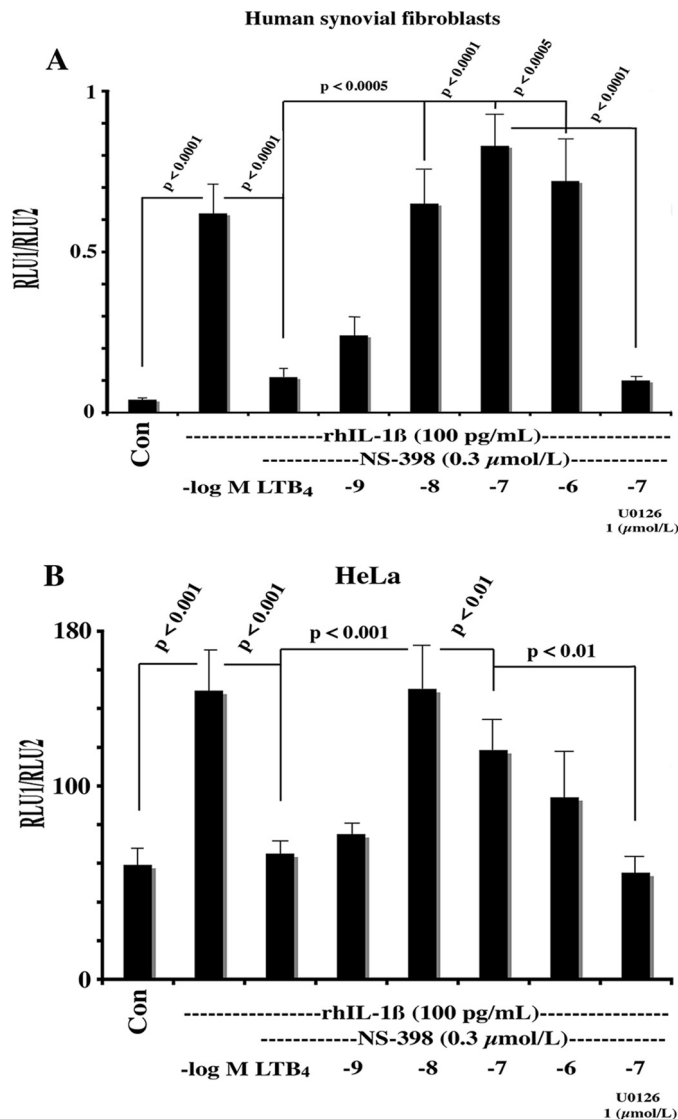 Human synovial fibroblasts
A
p < 0.0001
p < 0.0001
p < 0.0005
p < 0.0001
p < 0.0005
p < 0.0001
RLU1/RLU2
1
0.5
0
Con
rhIL-1ß (100 pg/mL)
NS-398 (0.3 µmol/L)
-log M LTB4 -9 -8 -7 -6 -7
U0126
1 (µmol/L)
B
HeLa
p < 0.001
p < 0.001
p < 0.001
p < 0.01
p < 0.01
RLU1/RLU2
180
100
0
Con
rhIL-1ß (100 pg/mL)
NS-398 (0.3 µmol/L)
-log M LTB4 -9 -8 -7 -6 -7
U0126
1 (µmol/L)